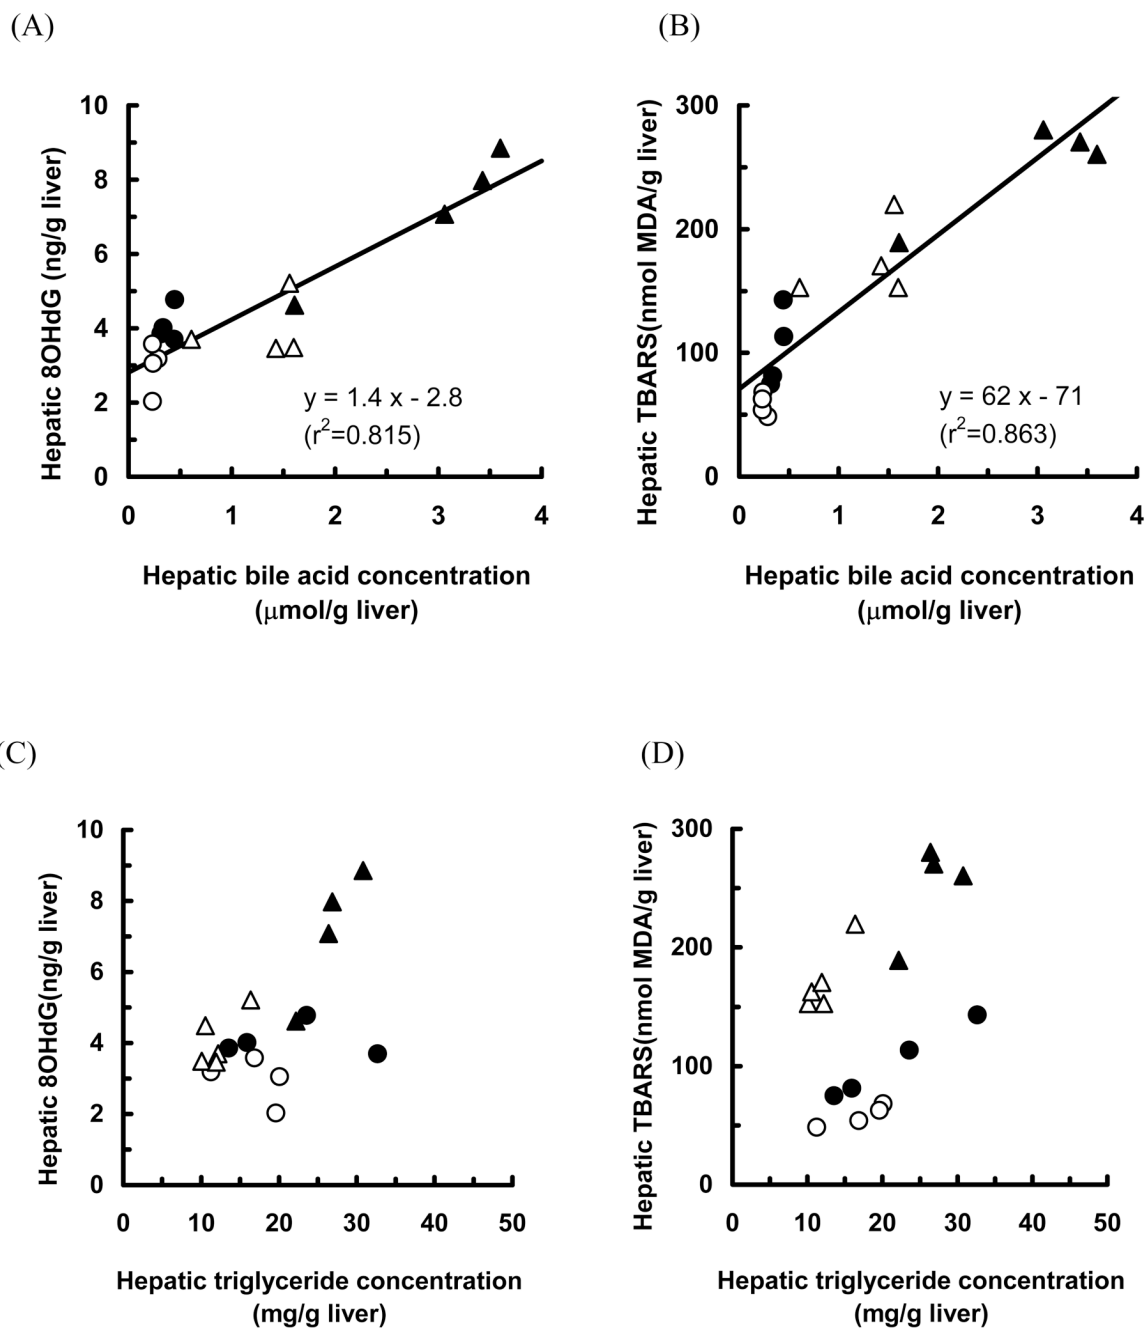 (A)
10
8
6
4
2
0
Hepatic 8OHdG (ng/g liver)
y = 1.4 x - 2.8
(r²=0.815)
0 1 2 3 4
Hepatic bile acid concentration
(μmol/g liver)
(B)
300
200
100
0
Hepatic TBARS(nmol MDA/g liver)
y = 62 x - 71
(r²=0.863)
0 1 2 3 4
Hepatic bile acid concentration
(μmol/g liver)
(C)
10
8
6
4
2
0
Hepatic 8OHdG(ng/g liver)
0 10 20 30 40 50
Hepatic triglyceride concentration
(mg/g liver)
(D)
300
200
100
0
Hepatic TBARS(nmol MDA/g liver)
0 10 20 30 40 50
Hepatic triglyceride concentration
(mg/g liver)